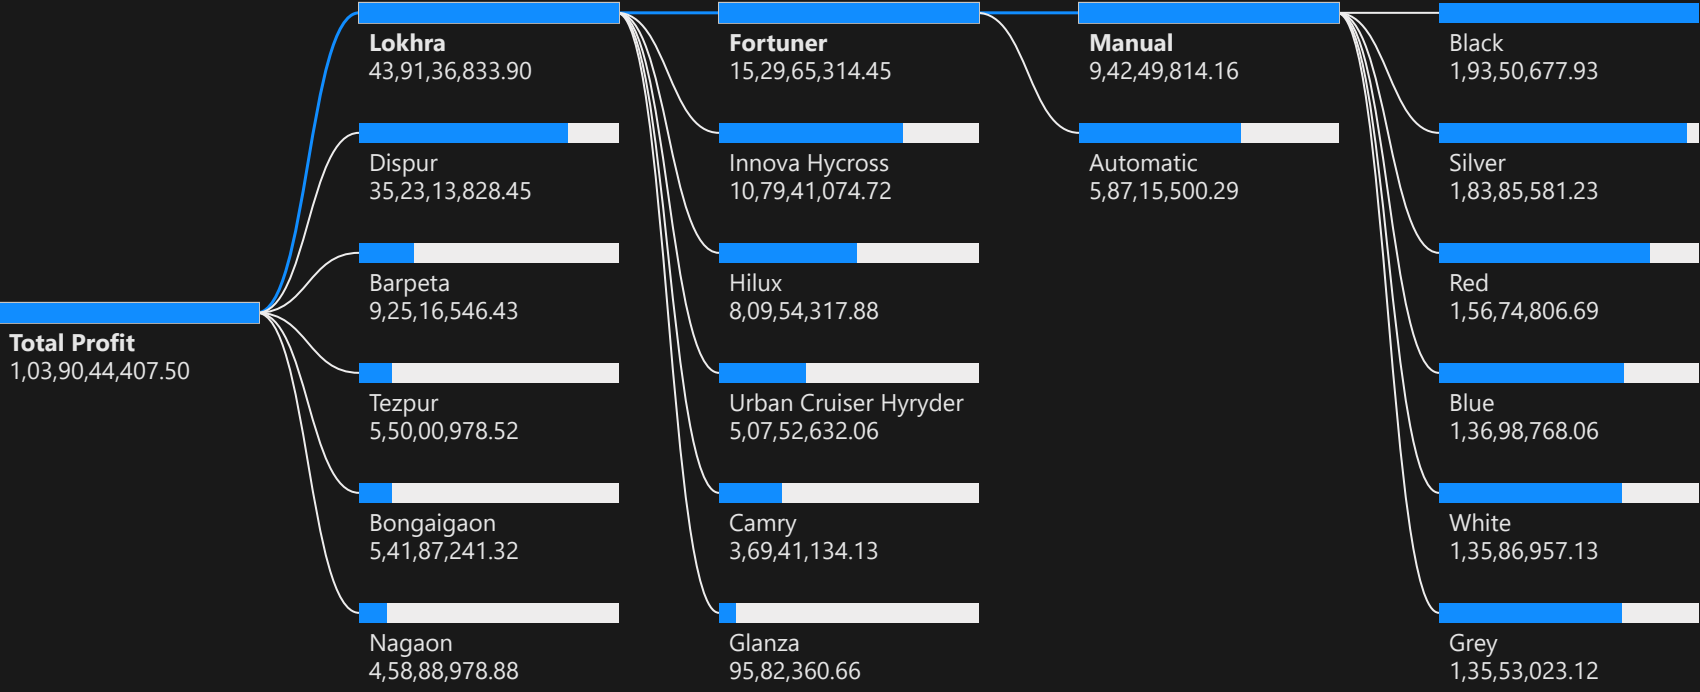 Total Profit
1,03,90,44,407.50
Lokhra
43,91,36,833.90
Dispur
35,23,13,828.45
Barpeta
9,25,16,546.43
Tezpur
5,50,00,978.52
Bongaigaon
5,41,87,241.32
Nagaon
4,58,88,978.88
Fortuner
15,29,65,314.45
Innova Hycross
10,79,41,074.72
Hilux
8,09,54,317.88
Urban Cruiser Hyryder
5,07,52,632.06
Camry
3,69,41,134.13
Glanza
95,82,360.66
Manual
9,42,49,814.16
Automatic
5,87,15,500.29
Black
1,93,50,677.93
Silver
1,83,85,581.23
Red
1,56,74,806.69
Blue
1,36,98,768.06
White
1,35,86,957.13
Grey
1,35,53,023.12